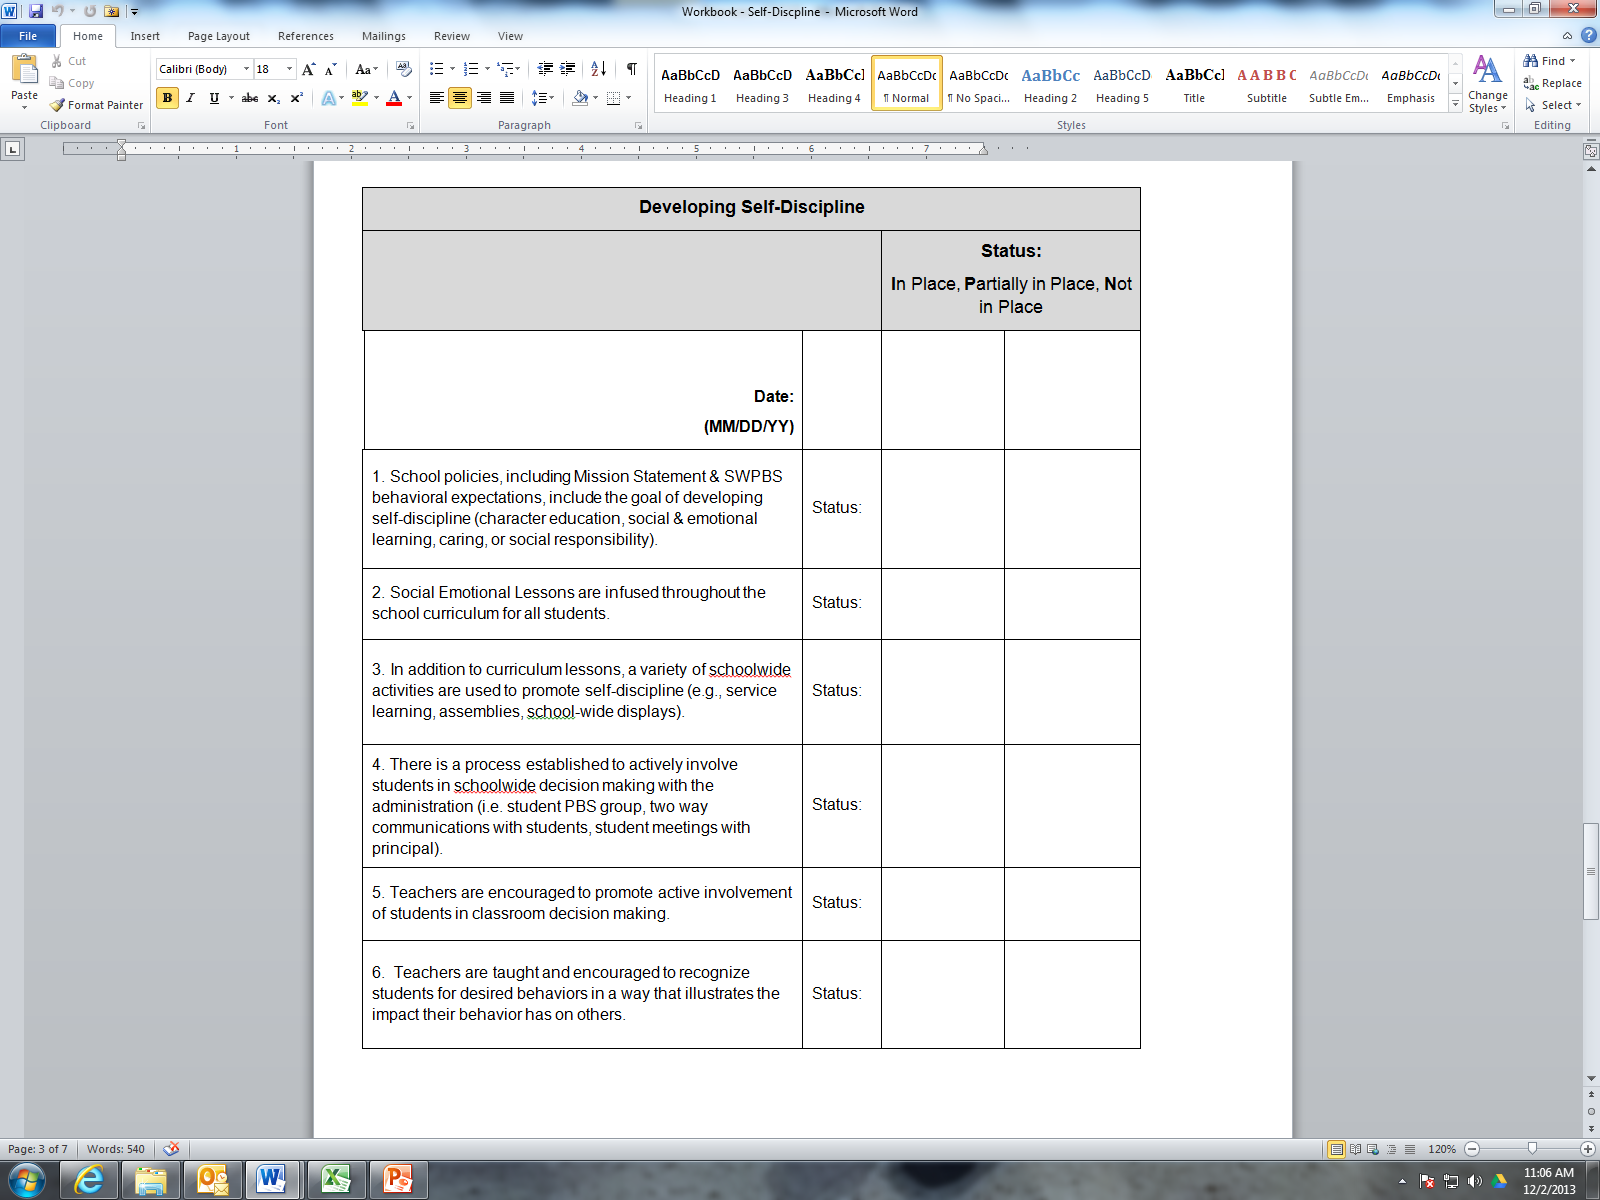 Workbook - Self-Discpline - Microsoft Word
File Home Insert Page Layout References Mailings Review View
Paste
Cut
Copy
Format Painter
Clipboard
Calibri (Body) 18
Font
Paragraph
AaBbCcD AaBbCcD AaBbCcI AaBbCcDc AaBbCcDc AaBbCc AaBbCcD AaBbCcI AABBC AaBbCcDc AaBbCcDc
Heading 1 Heading 3 Heading 4 ¶ Normal ¶ No Spaci... Heading 2 Heading 5 Title Subtitle Subtle Em... Emphasis
Change
Styles
Styles
Find
Replace
Select
Editing
1 2 3 4 5 6 7
Developing Self-Discipline
Status:
In Place, Partially in Place, Not
in Place
Date:
(MM/DD/YY)
1. School policies, including Mission Statement & SWPBS
behavioral expectations, include the goal of developing
self-discipline (character education, social & emotional
learning, caring, or social responsibility).
Status:
2. Social Emotional Lessons are infused throughout the
school curriculum for all students.
Status:
3. In addition to curriculum lessons, a variety of schoolwide
activities are used to promote self-discipline (e.g., service
learning, assemblies, school-wide displays).
Status:
4. There is a process established to actively involve
students in schoolwide decision making with the
administration (i.e. student PBS group, two way
communications with students, student meetings with
principal).
Status:
5. Teachers are encouraged to promote active involvement
of students in classroom decision making.
Status:
6. Teachers are taught and encouraged to recognize
students for desired behaviors in a way that illustrates the
impact their behavior has on others.
Status:
Page: 3 of 7 Words: 540
120%
11:06 AM
12/2/2013